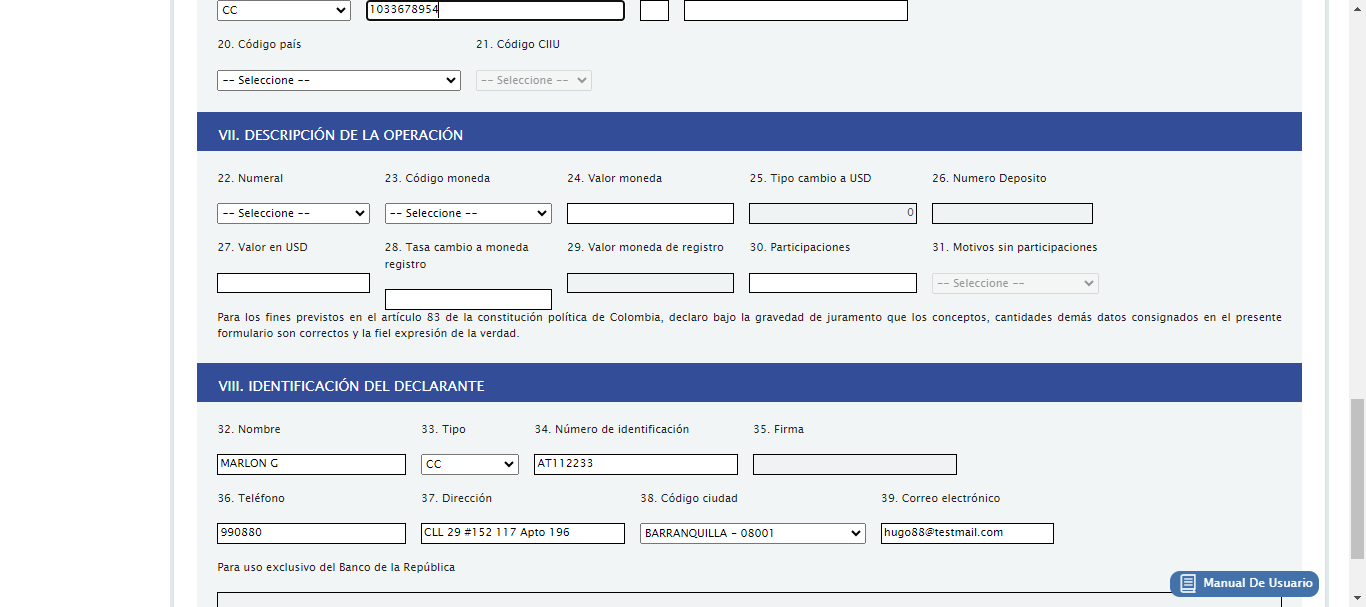 CC 1033678954
20. Código país 21. Código CIIU
-- Seleccione -- -- Seleccione --
VII. DESCRIPCIÓN DE LA OPERACIÓN
22. Numeral 23. Código moneda 24. Valor moneda 25. Tipo cambio a USD 26. Numero Deposito
-- Seleccione -- -- Seleccione -- 0
27. Valor en USD 28. Tasa cambio a moneda 29. Valor moneda de registro 30. Participaciones 31. Motivos sin participaciones
registro
-- Seleccione --
Para los fines previstos en el artículo 83 de la constitución política de Colombia, declaro bajo la gravedad de juramento que los conceptos, cantidades demás datos consignados en el presente
formulario son correctos y la fiel expresión de la verdad.
VIII. IDENTIFICACIÓN DEL DECLARANTE
32. Nombre 33. Tipo 34. Número de identificación 35. Firma
MARLON G CC AT112233
36. Teléfono 37. Dirección 38. Código ciudad 39. Correo electrónico
990880 CLL 29 #152 117 Apto 196 BARRANQUILLA - 08001 hugo88@testmail.com
Para uso exclusivo del Banco de la República
Manual De Usuario